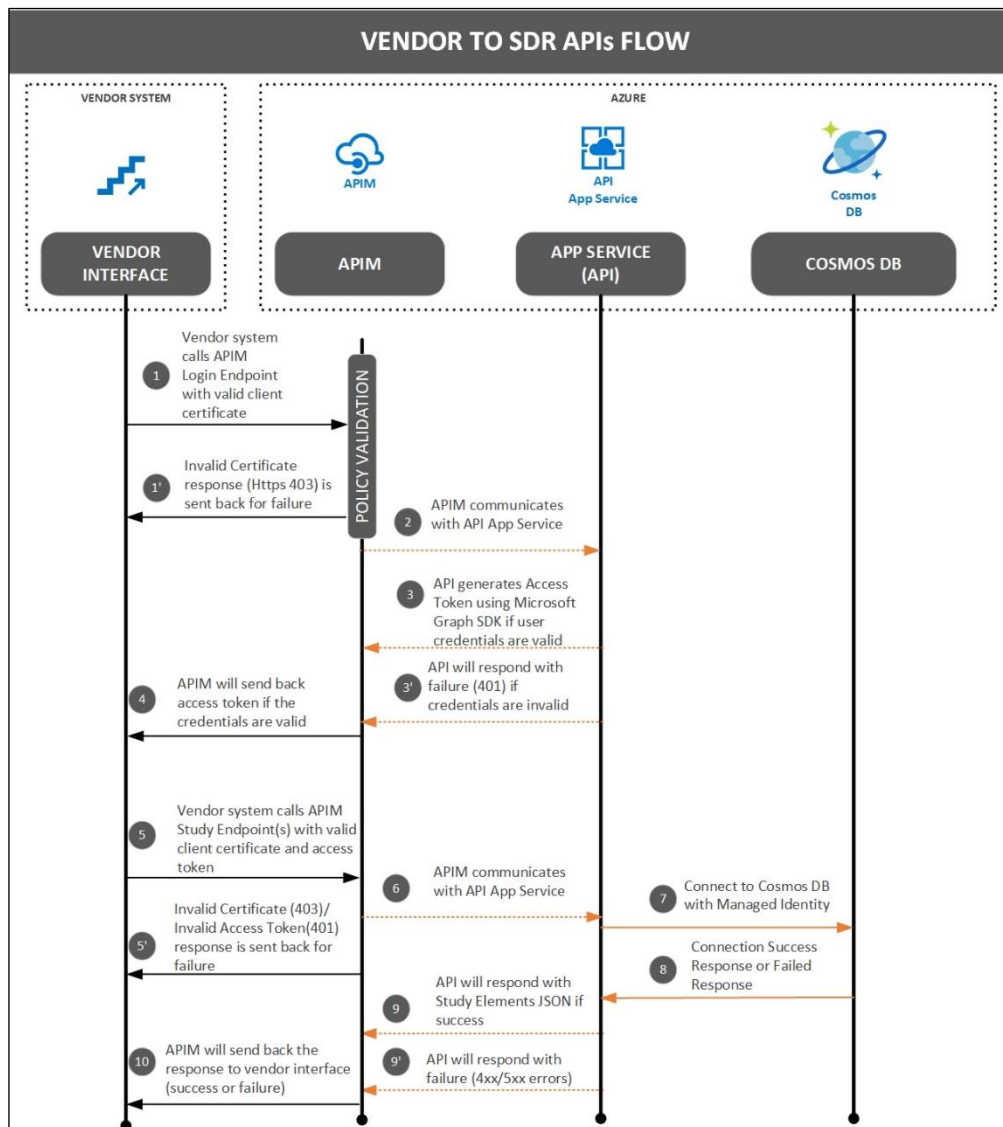 VENDOR TO SDR APIs FLOW
VENDOR SYSTEM
AZURE
APIM
API
App Service
Cosmos
DB
VENDOR
INTERFACE
APIM
APP SERVICE
(API)
COSMOS DB
POLICY VALIDATION
1
Vendor system
calls APIM
Login Endpoint
with valid client
certificate
1'
Invalid Certificate
response (Https 403) is
sent back for failure
2
APIM communicates
with API App Service
3
API generates Access
Token using Microsoft
Graph SDK if user
credentials are valid
3'
API will respond with
failure (401) if
credentials are invalid
4
APIM will send back
access token if the
credentials are valid
5
Vendor system calls APIM
Study Endpoint(s) with valid
client certificate and access
token
6
APIM communicates
with API App Service
7
Connect to Cosmos DB
with Managed Identity
5'
Invalid Certificate (403)/
Invalid Access Token(401)
response is sent back for
failure
8
Connection Success
Response or Failed
Response
9
API will respond with
Study Elements JSON if
success
9'
API will respond with
failure (4xx/5xx errors)
10
APIM will send back the
response to vendor interface
(success or failure)